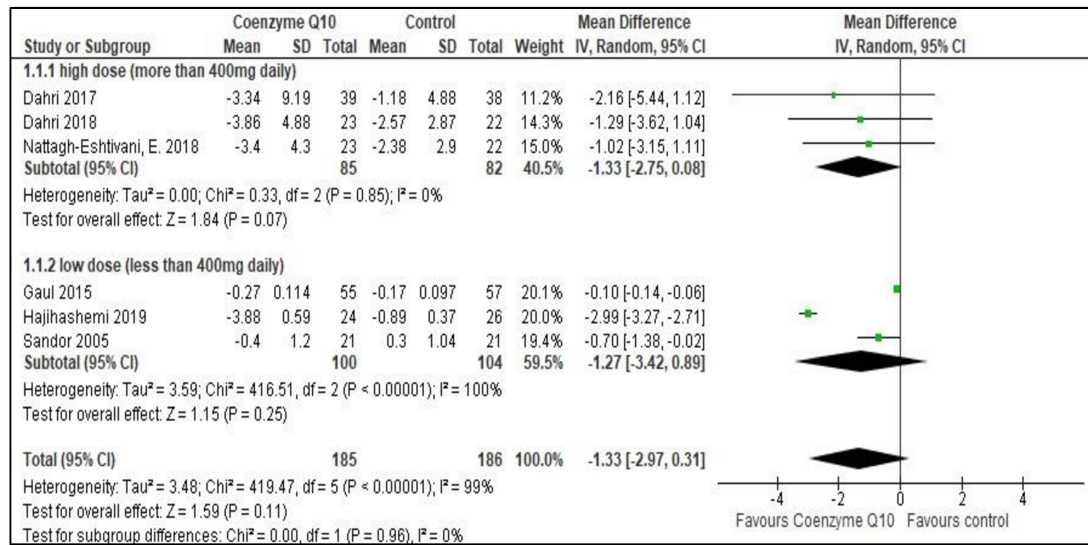 Coenzyme Q10 Control Mean Difference Mean Difference
Study or Subgroup Mean SD Total Mean SD Total Weight IV, Random, 95% CI IV, Random, 95% CI
1.1.1 high dose (more than 400mg daily)
Dahri 2017 -3.34 9.19 39 -1.18 4.88 38 11.2% -2.16 [-5.44, 1.12]
Dahri 2018 -3.86 4.88 23 -2.57 2.87 22 14.3% -1.29 [-3.62, 1.04]
Nattagh-Eshtivani, E. 2018 -3.4 4.3 23 -2.38 2.9 22 15.0% -1.02 [-3.15, 1.11]
Subtotal (95% CI) 85 82 40.5% -1.33 [-2.75, 0.08]
Heterogeneity: Tau² = 0.00; Chi² = 0.33, df = 2 (P = 0.85); I² = 0%
Test for overall effect: Z = 1.84 (P = 0.07)
1.1.2 low dose (less than 400mg daily)
Gaul 2015 -0.27 0.114 55 -0.17 0.097 57 20.1% -0.10 [-0.14, -0.06]
Hajihashemi 2019 -3.88 0.59 24 -0.89 0.37 26 20.0% -2.99 [-3.27, -2.71]
Sandor 2005 -0.4 1.2 21 0.3 1.04 21 19.4% -0.70 [-1.38, -0.02]
Subtotal (95% CI) 100 104 59.5% -1.27 [-3.42, 0.89]
Heterogeneity: Tau² = 3.59; Chi² = 416.51, df = 2 (P < 0.00001); I² = 100%
Test for overall effect: Z = 1.15 (P = 0.25)
Total (95% CI) 185 186 100.0% -1.33 [-2.97, 0.31]
Heterogeneity: Tau² = 3.48; Chi² = 419.47, df = 5 (P < 0.00001); I² = 99%
Test for overall effect: Z = 1.59 (P = 0.11)
Test for subgroup differences: Chi² = 0.00, df = 1 (P = 0.96), I² = 0%
-4 -2 0 2 4
Favours Coenzyme Q10 Favours control